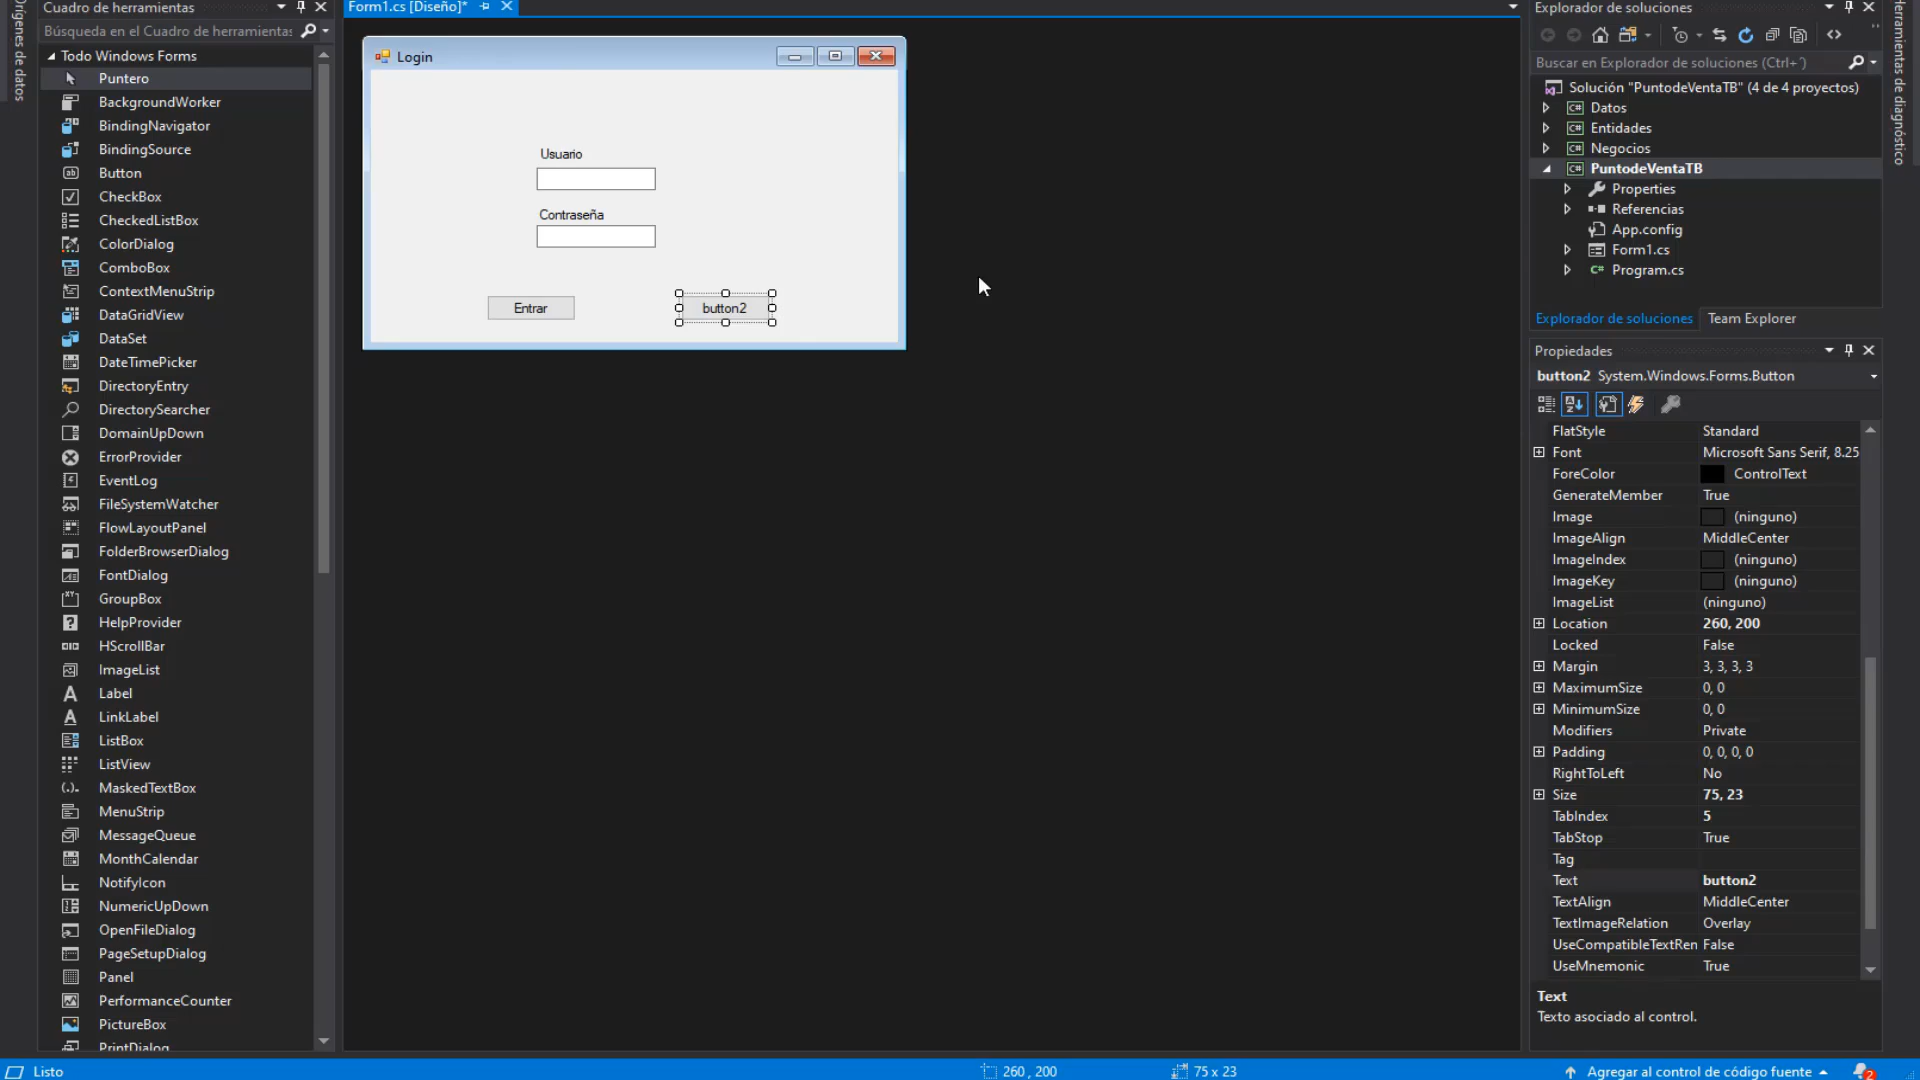 Orígenes de datos
Cuadro de herramientas
Búsqueda en el Cuadro de herramientas
Todo Windows Forms
Puntero
BackgroundWorker
BindingNavigator
BindingSource
Button
CheckBox
CheckedListBox
ColorDialog
ComboBox
ContextMenuStrip
DataGridView
DataSet
DateTimePicker
DirectoryEntry
DirectorySearcher
DomainUpDown
ErrorProvider
EventLog
FileSystemWatcher
FlowLayoutPanel
FolderBrowserDialog
FontDialog
GroupBox
HelpProvider
HScrollBar
ImageList
Label
LinkLabel
ListBox
ListView
MaskedTextBox
MenuStrip
MessageQueue
MonthCalendar
NotifyIcon
NumericUpDown
OpenFileDialog
PageSetupDialog
Panel
PerformanceCounter
PictureBox
PrintDialog
Form1.cs [Diseño]*
Login
Usuario
Contraseña
Entrar
button2
Explorador de soluciones
Buscar en Explorador de soluciones (Ctrl+´)
Solución "PuntodeVentaTB" (4 de 4 proyectos)
Datos
Entidades
Negocios
PuntodeVentaTB
Properties
Referencias
App.config
Form1.cs
Program.cs
Explorador de soluciones Team Explorer
Propiedades
button2 System.Windows.Forms.Button
FlatStyle Standard
Font Microsoft Sans Serif, 8.25
ForeColor ControlText
GenerateMember True
Image (ninguno)
ImageAlign MiddleCenter
ImageIndex (ninguno)
ImageKey (ninguno)
ImageList (ninguno)
Location 260, 200
Locked False
Margin 3, 3, 3, 3
MaximumSize 0, 0
MinimumSize 0, 0
Modifiers Private
Padding 0, 0, 0, 0
RightToLeft No
Size 75, 23
TabIndex 5
TabStop True
Tag
Text button2
TextAlign MiddleCenter
TextImageRelation Overlay
UseCompatibleTextRen False
UseMnemonic True
Text
Texto asociado al control.
Herramientas de diagnóstico
Listo
260 , 200
75 x 23
Agregar al control de código fuente
2